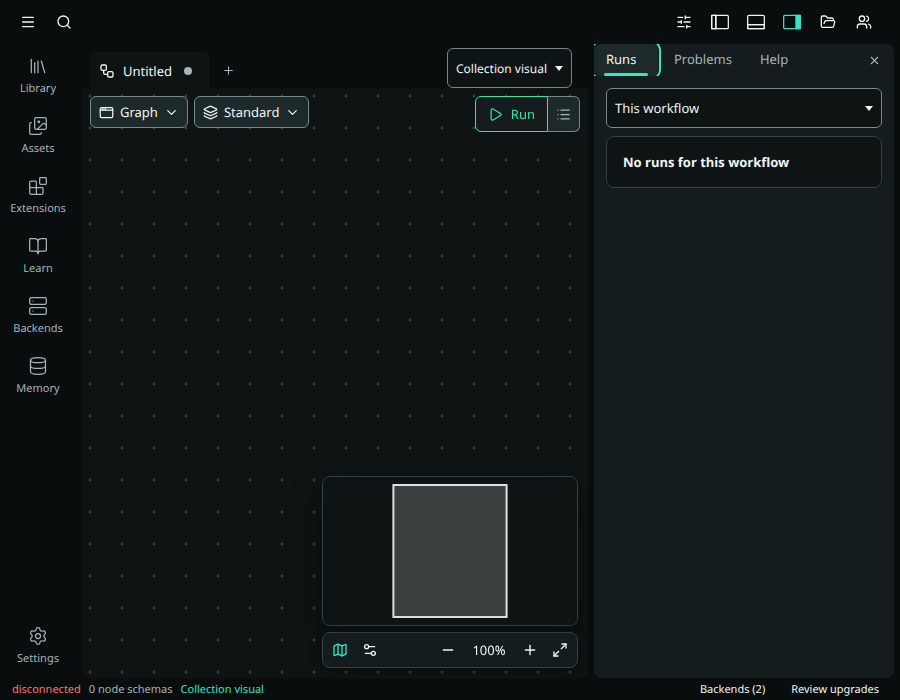 Library
Assets
Extensions
Learn
Backends
Memory
Settings
Untitled
Collection visual
Graph
Standard
Run
100%
Runs
Problems
Help
This workflow
No runs for this workflow
disconnected
0 node schemas
Collection visual
Backends (2)
Review upgrades